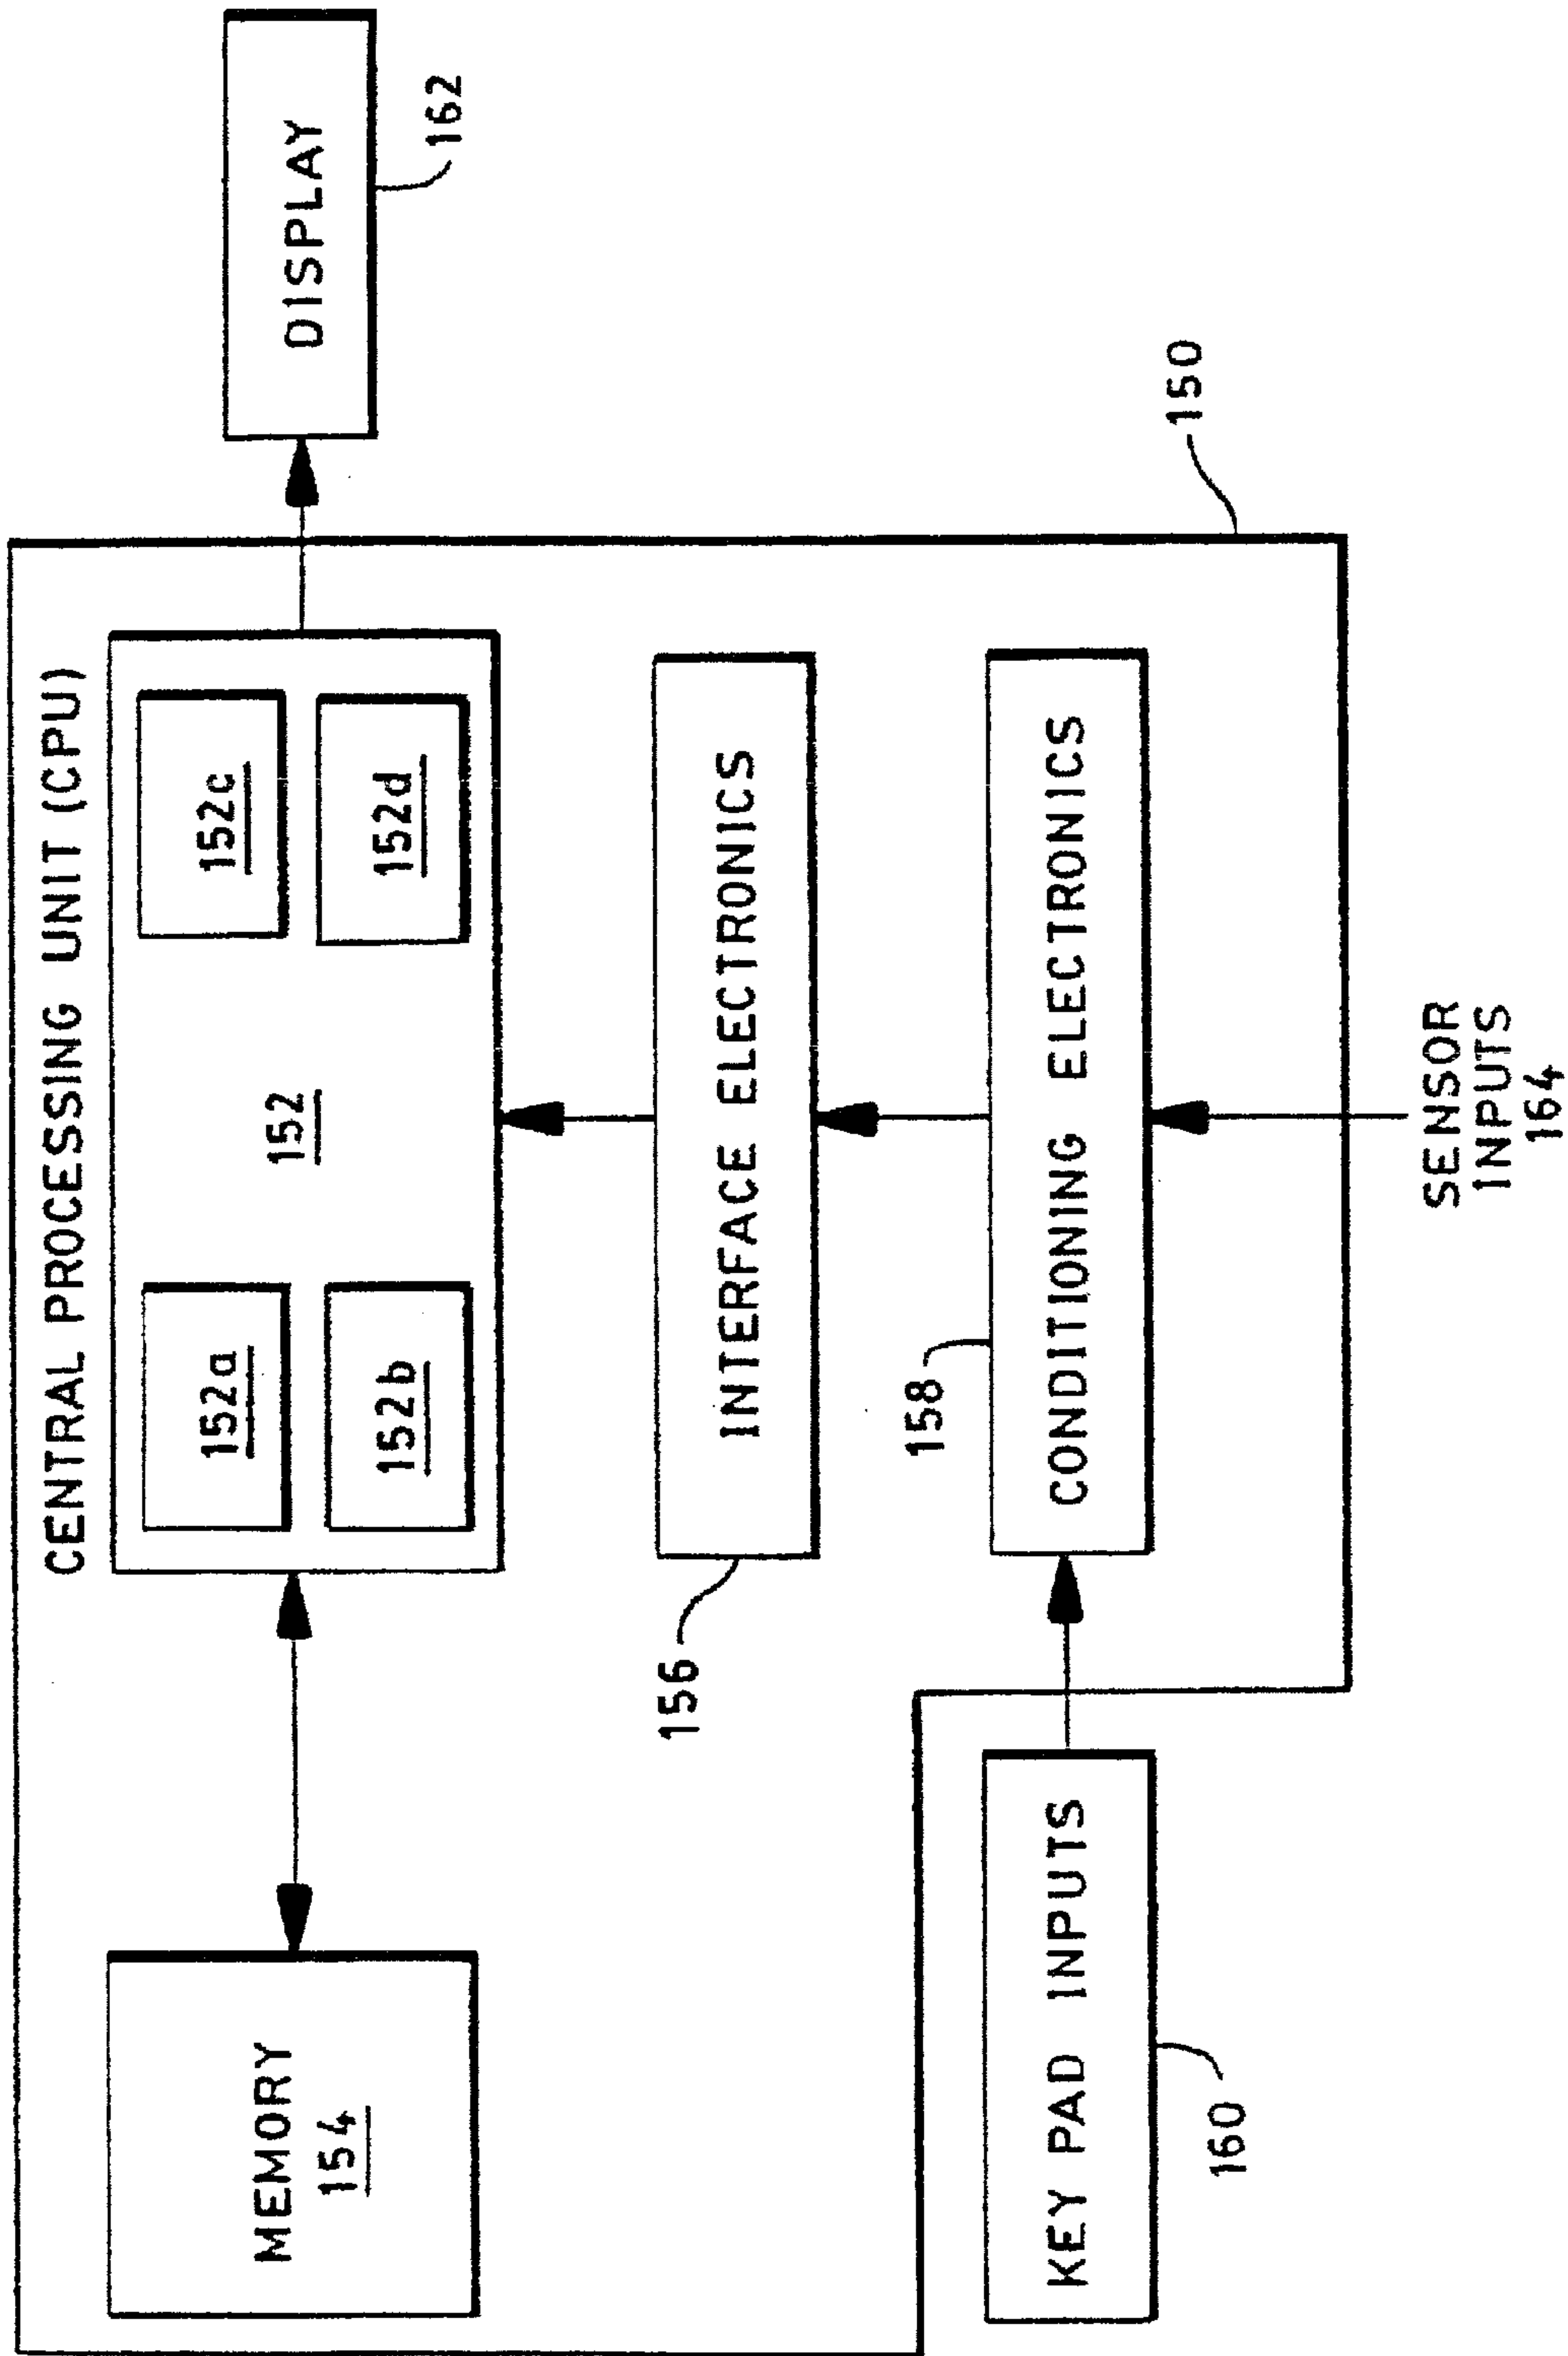 CENTRAL PROCESSING UNIT (CPU)
MEMORY
154
152a
152b
152
152c
152d
DISPLAY
162
156
INTERFACE ELECTRONICS
158
CONDITIONING ELECTRONICS
150
KEY PAD INPUTS
160
SENSOR
INPUTS
164